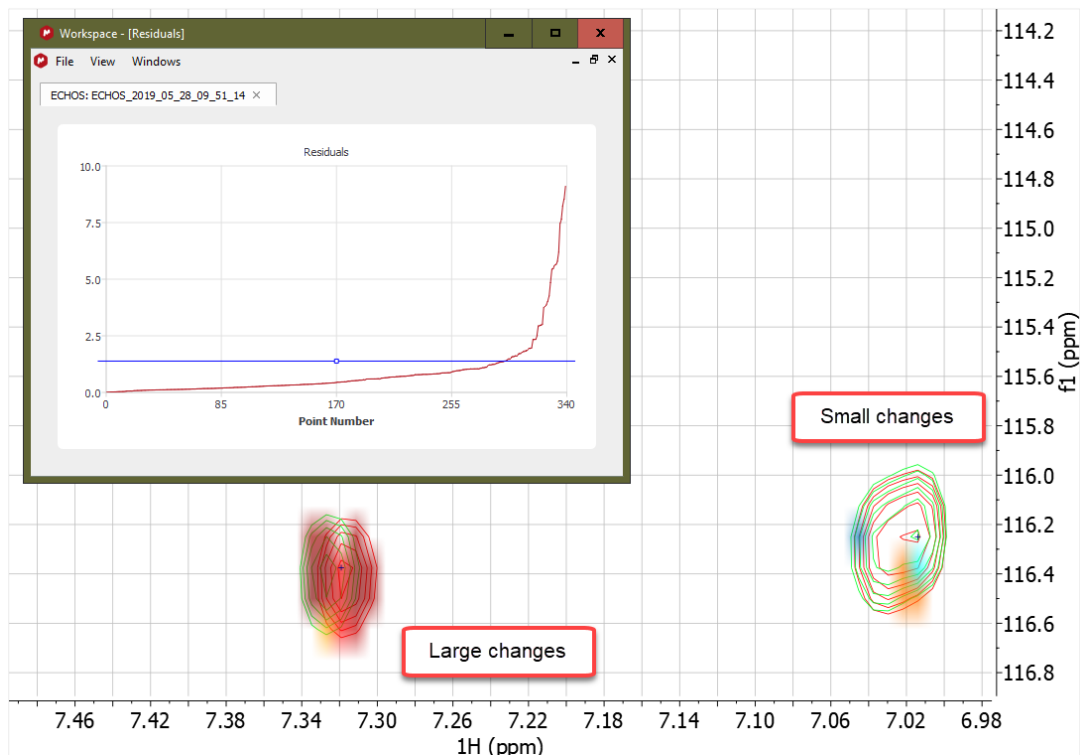 Workspace - [Residuals]
File View Windows
ECHOS: ECHOS_2019_05_28_09_51_14
Residuals
10.0
7.5
5.0
2.5
0.0
0 85 170 255 340
Point Number
114.2
114.4
114.6
114.8
115.0
115.2
115.4
115.6
115.8
116.0
116.2
116.4
116.6
116.8
f1 (ppm)
Small changes
Large changes
7.46 7.42 7.38 7.34 7.30 7.26 7.22 7.18 7.14 7.10 7.06 7.02 6.98
1H (ppm)